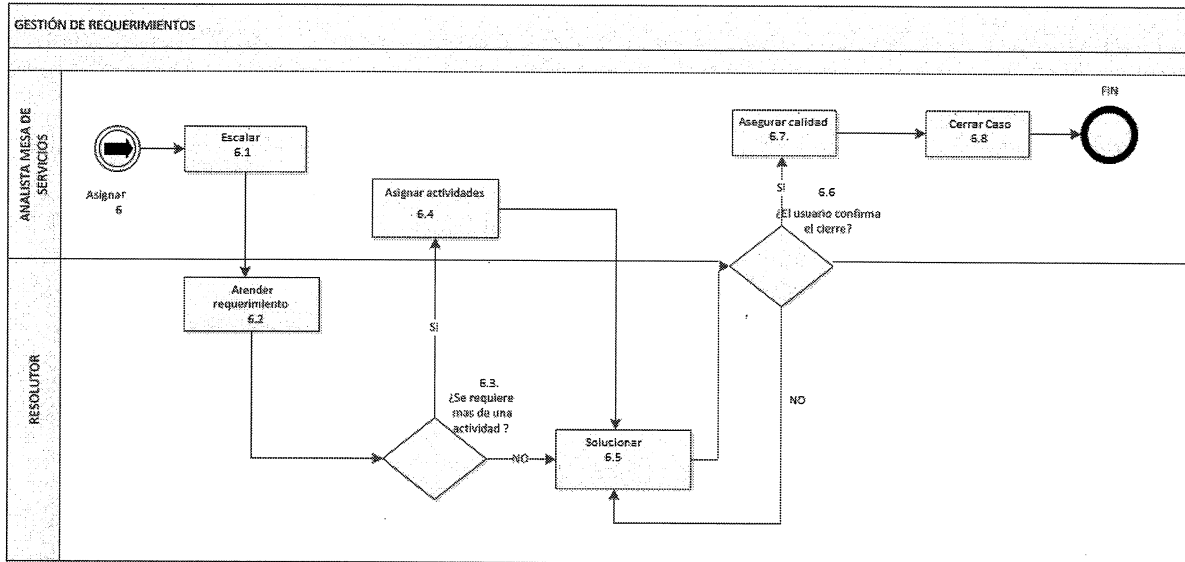 GESTIÓN DE REQUERIMIENTOS
ANALISTA MESA DE
SERVICIOS
Asignar
6
Escalar
6.1
Asignar actividades
6.4
Asegurar calidad
6.7.
Cerrar Caso
6.8
FIN
SI
6.6
¿El usuario confirma
el cierre?
RESOLUTOR
Atender
requerimiento
6.2
SI
6.3.
¿Se requiere
mas de una
actividad ?
NO
Solucionar
6.5
NO